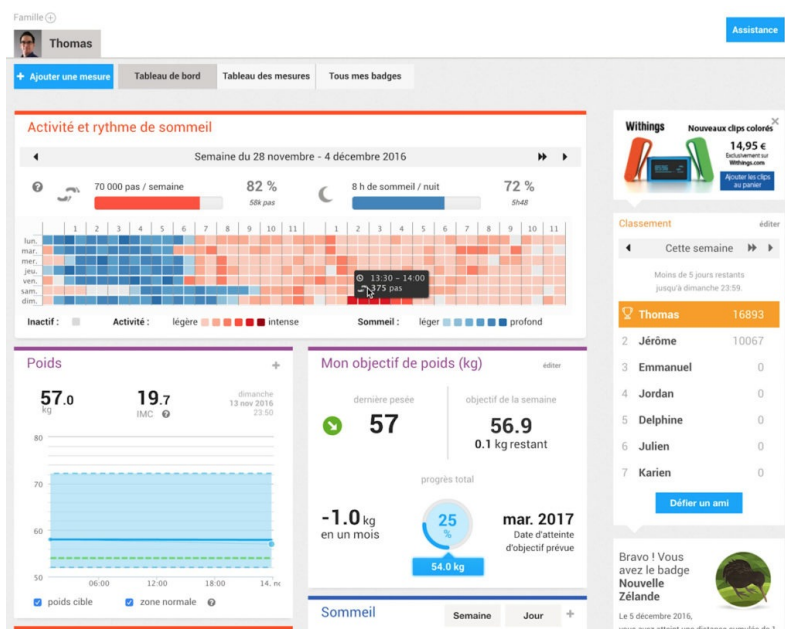 Famille
Thomas
Assistance
+ Ajouter une mesure
Tableau de bord
Tableau des mesures
Tous mes badges
Activité et rythme de sommeil
Semaine du 28 novembre - 4 décembre 2016
70 000 pas / semaine
82 %
58k pas
8 h de sommeil / nuit
72 %
5h48
1 2 3 4 5 6 7 8 9 10 11 1 2 3 4 5 6 7 8 9 10 11
lun.
mar.
mer.
jeu.
ven.
sam.
dim.
13:30 – 14:00
375 pas
Inactif :
Activité :
légère
intense
Sommeil :
léger
profond
Poids
+
57.0
kg
19.7
IMC
dimanche
13 nov 2016
23:50
80
70
60
50
06:00 12:00 18:00 14.
poids cible
zone normale
Mon objectif de poids (kg)
éditer
dernière pesée
57
objectif de la semaine
56.9
0.1 kg restant
progrès total
-1.0 kg
en un mois
25
%
54.0 kg
mar. 2017
Date d'atteinte
d'objectif prévue
Sommeil
Semaine
Jour
+
Withings
Nouveaux clips colorés
14,95 €
Exclusivement sur
Withings.com
Ajouter les clips
au panier
Classement
éditer
Cette semaine
Moins de 5 jours restants
jusqu'à dimanche 23:59.
Thomas 16893
2 Jérôme 10067
3 Emmanuel 0
4 Jordan 0
5 Delphine 0
6 Julien 0
7 Karien 0
Défier un ami
Bravo ! Vous
avez le badge
Nouvelle
Zélande
Le 5 décembre 2016,
vous avez atteint une distance cumulée de 1